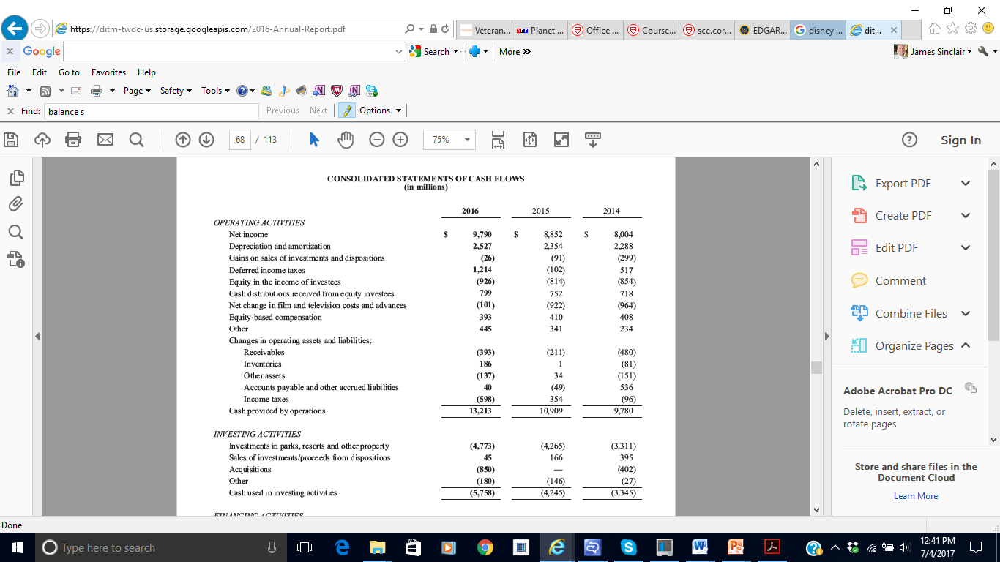 https://ditm-twdc-us.storage.googleapis.com/2016-Annual-Report.pdf
Veteran... Planet ... Office ... Course... sce.cor... EDGAR... disney ... dit... ×
x Google Search More »
James Sinclair
File Edit Go to Favorites Help
Page Safety Tools
x Find: balance s Previous Next Options
68 / 113 75% Sign In
CONSOLIDATED STATEMENTS OF CASH FLOWS
(in millions)
2016 2015 2014
OPERATING ACTIVITIES
Net income $ 9,790 $ 8,852 $ 8,004
Depreciation and amortization 2,527 2,354 2,288
Gains on sales of investments and dispositions (26) (91) (299)
Deferred income taxes 1,214 (102) 517
Equity in the income of investees (926) (814) (854)
Cash distributions received from equity investees 799 752 718
Net change in film and television costs and advances (101) (922) (964)
Equity-based compensation 393 410 408
Other 445 341 234
Changes in operating assets and liabilities:
Receivables (393) (211) (480)
Inventories 186 1 (81)
Other assets (137) 34 (151)
Accounts payable and other accrued liabilities 40 (49) 536
Income taxes (598) 354 (96)
Cash provided by operations 13,213 10,909 9,780
INVESTING ACTIVITIES
Investments in parks, resorts and other property (4,773) (4,265) (3,311)
Sales of investments/proceeds from dispositions 45 166 395
Acquisitions (850) — (402)
Other (180) (146) (27)
Cash used in investing activities (5,758) (4,245) (3,345)
FINANCING ACTIVITIES
Export PDF
Create PDF
Edit PDF
Comment
Combine Files
Organize Pages
Adobe Acrobat Pro DC
Delete, insert, extract, or
rotate pages
Store and share files in the
Document Cloud
Learn More
Done
Type here to search
12:41 PM
7/4/2017